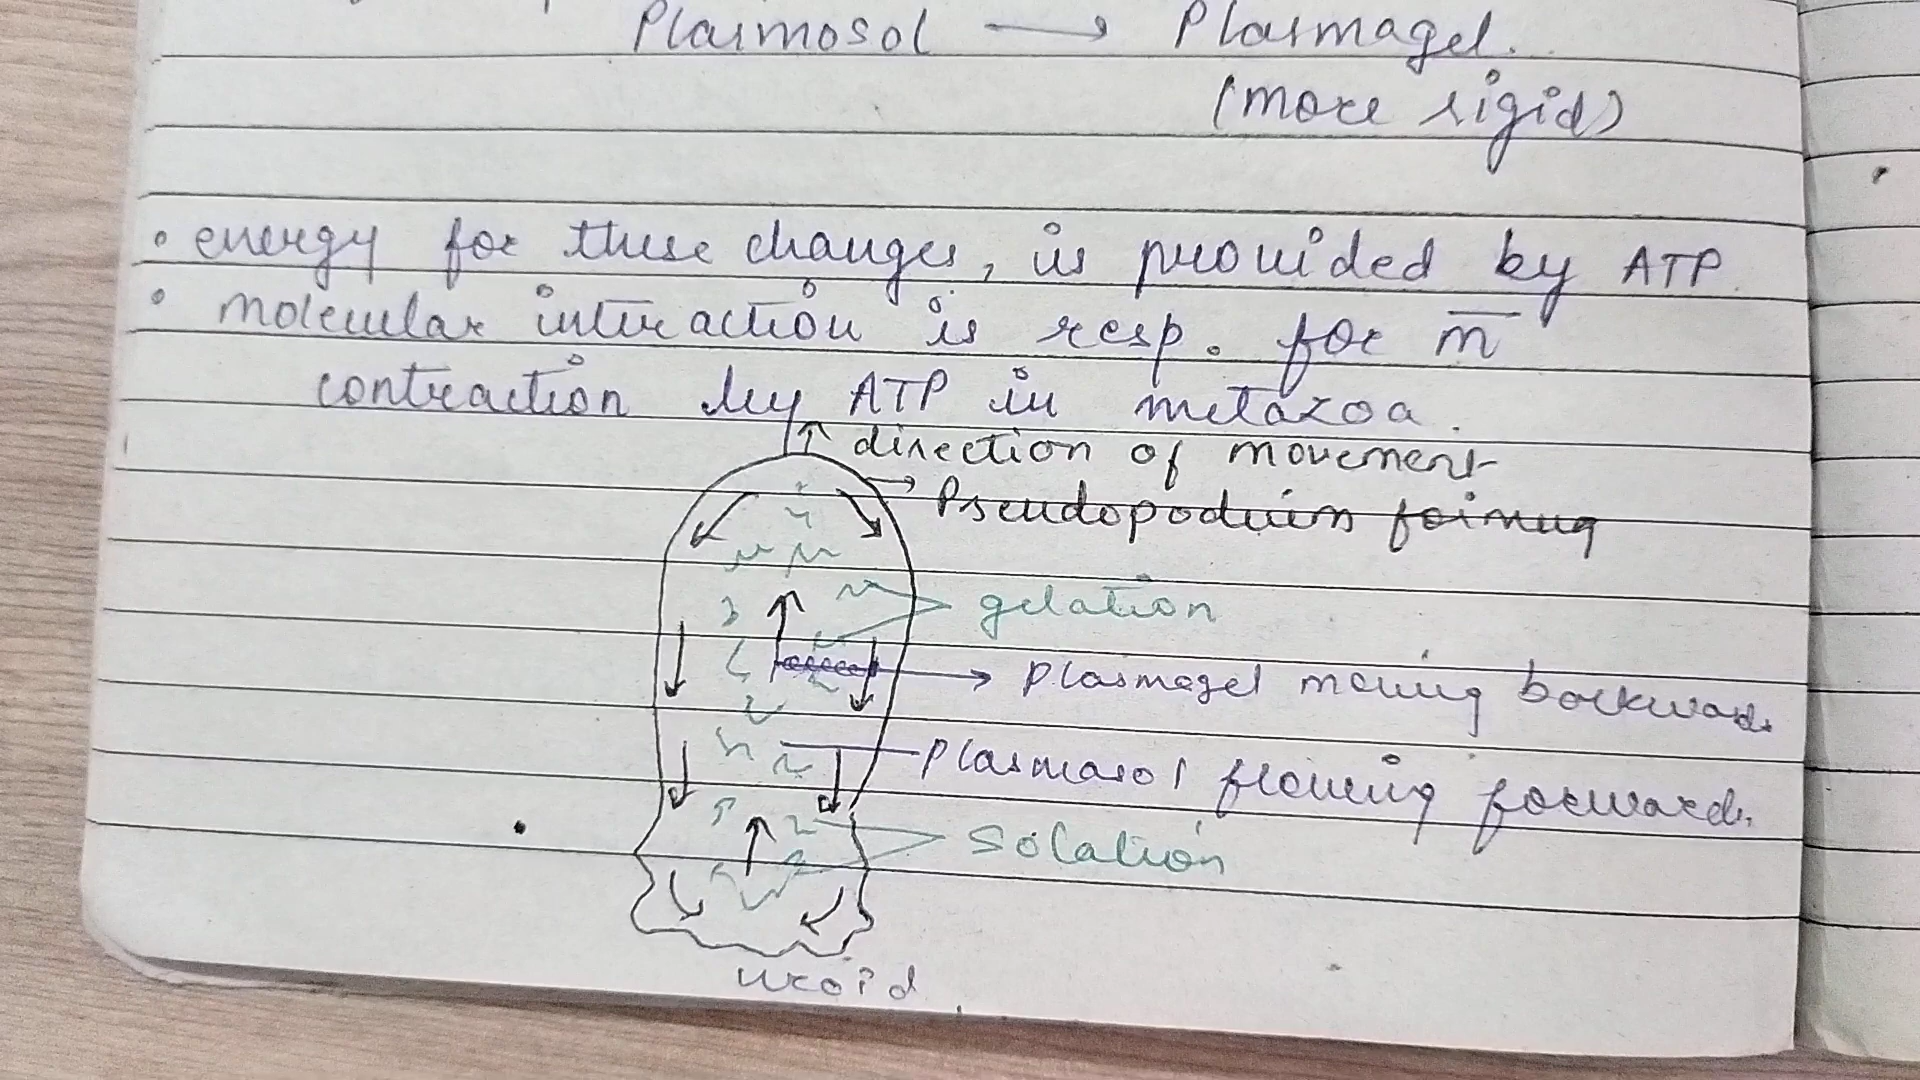 Plasmosol → Plasmagel.
(more rigid)
• energy for these changes, is provided by ATP.
• molecular interaction is resp. for m̅
contraction by ATP in metazoa.
↑ direction of movement
→ Pseudopodium forming
gelation
→ plasmagel moving backward.
plasmasol flowing forward.
solation
uroid.